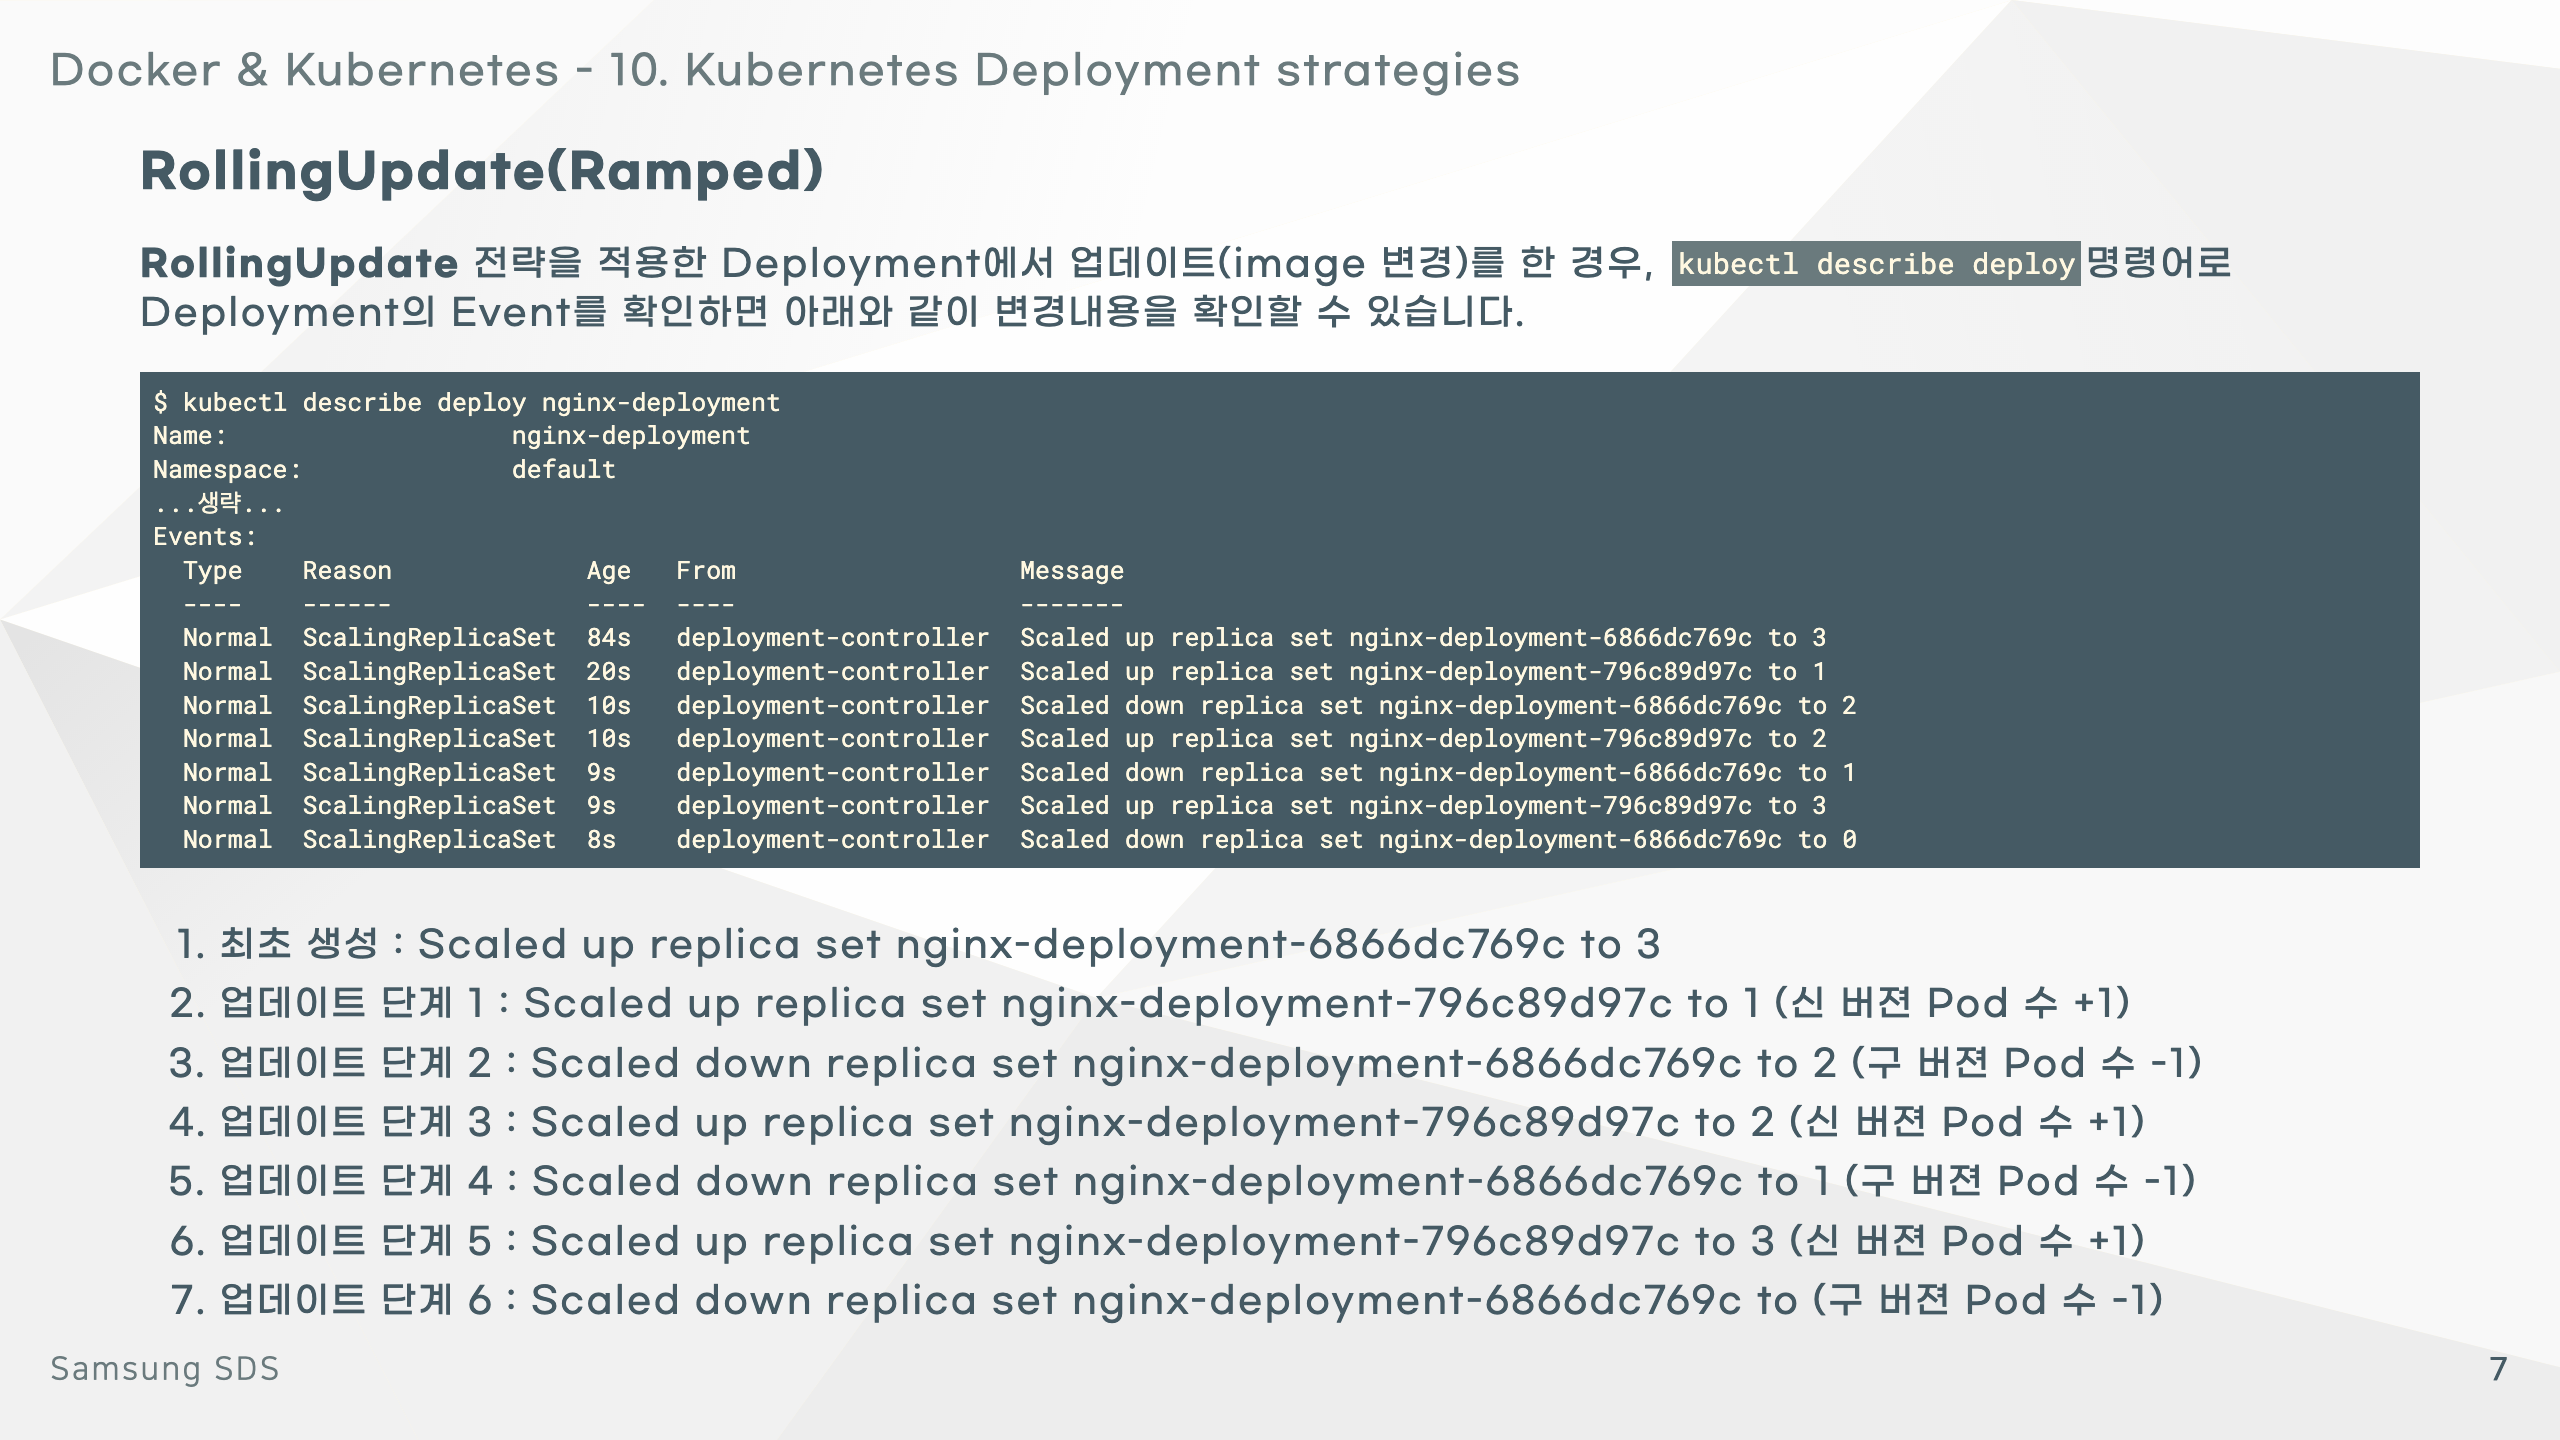 Docker & Kubernetes - 10. Kubernetes Deployment strategies
RollingUpdate(Ramped)
RollingUpdate 전략을 적용한 Deployment에서 업데이트(image 변경)를 한 경우, kubectl describe deploy 명령어로
Deployment의 Event를 확인하면 아래와 같이 변경내용을 확인할 수 있습니다.
$ kubectl describe deploy nginx-deployment
Name:                   nginx-deployment
Namespace:              default
...생략...
Events:
  Type    Reason             Age   From                   Message
  ----    ------             ----  ----                   -------
  Normal  ScalingReplicaSet  84s   deployment-controller  Scaled up replica set nginx-deployment-6866dc769c to 3
  Normal  ScalingReplicaSet  20s   deployment-controller  Scaled up replica set nginx-deployment-796c89d97c to 1
  Normal  ScalingReplicaSet  10s   deployment-controller  Scaled down replica set nginx-deployment-6866dc769c to 2
  Normal  ScalingReplicaSet  10s   deployment-controller  Scaled up replica set nginx-deployment-796c89d97c to 2
  Normal  ScalingReplicaSet  9s    deployment-controller  Scaled down replica set nginx-deployment-6866dc769c to 1
  Normal  ScalingReplicaSet  9s    deployment-controller  Scaled up replica set nginx-deployment-796c89d97c to 3
  Normal  ScalingReplicaSet  8s    deployment-controller  Scaled down replica set nginx-deployment-6866dc769c to 0
1. 최초 생성 : Scaled up replica set nginx-deployment-6866dc769c to 3
2. 업데이트 단계 1 : Scaled up replica set nginx-deployment-796c89d97c to 1 (신 버젼 Pod 수 +1)
3. 업데이트 단계 2 : Scaled down replica set nginx-deployment-6866dc769c to 2 (구 버젼 Pod 수 -1)
4. 업데이트 단계 3 : Scaled up replica set nginx-deployment-796c89d97c to 2 (신 버젼 Pod 수 +1)
5. 업데이트 단계 4 : Scaled down replica set nginx-deployment-6866dc769c to 1 (구 버젼 Pod 수 -1)
6. 업데이트 단계 5 : Scaled up replica set nginx-deployment-796c89d97c to 3 (신 버젼 Pod 수 +1)
7. 업데이트 단계 6 : Scaled down replica set nginx-deployment-6866dc769c to (구 버젼 Pod 수 -1)
Samsung SDS
7